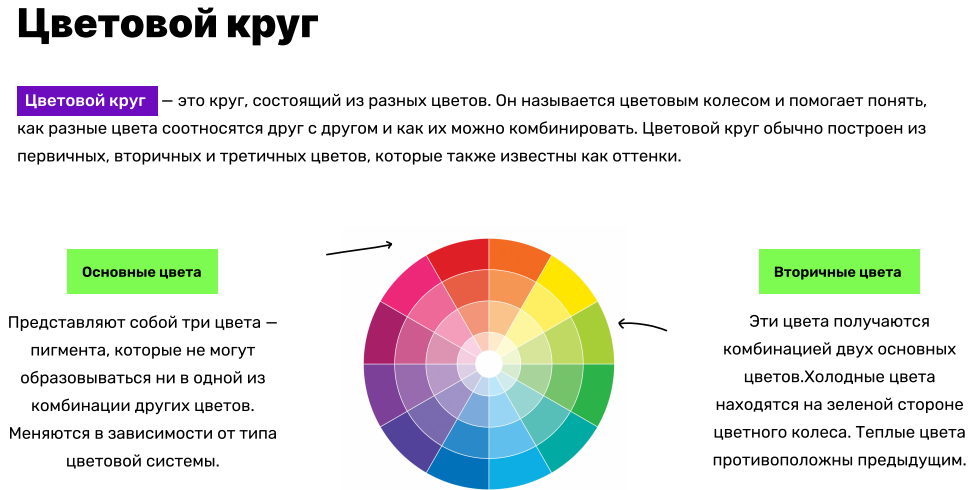 Цветовой круг
Цветовой круг — это круг, состоящий из разных цветов. Он называется цветовым колесом и помогает понять,
как разные цвета соотносятся друг с другом и как их можно комбинировать. Цветовой круг обычно построен из
первичных, вторичных и третичных цветов, которые также известны как оттенки.
Основные цвета
Представляют собой три цвета —
пигмента, которые не могут
образовываться ни в одной из
комбинации других цветов.
Меняются в зависимости от типа
цветовой системы.
Вторичные цвета
Эти цвета получаются
комбинацией двух основных
цветов.Холодные цвета
находятся на зеленой стороне
цветного колеса. Теплые цвета
противоположны предыдущим.